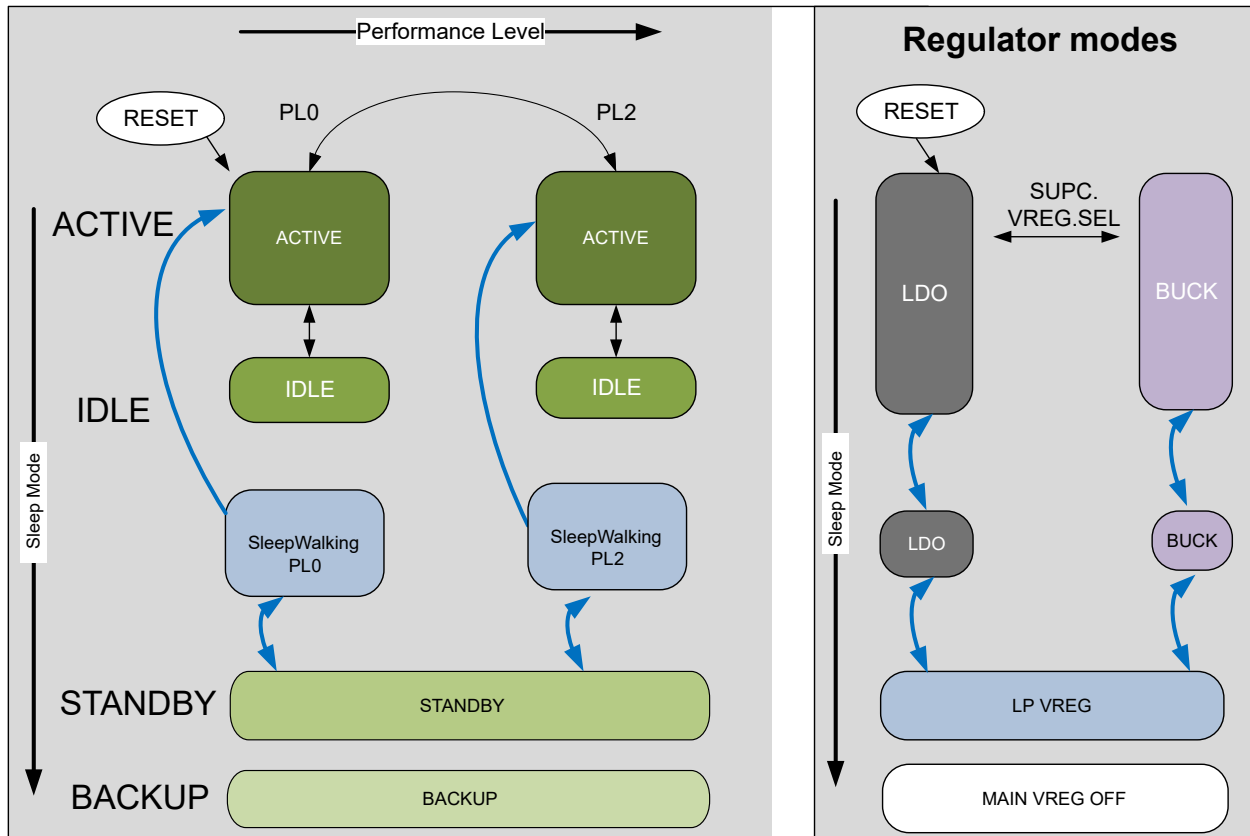 Performance Level
RESET
PL0
PL2
ACTIVE
ACTIVE
ACTIVE
IDLE
IDLE
IDLE
Sleep Mode
SleepWalking
PL0
SleepWalking
PL2
STANDBY
STANDBY
BACKUP
BACKUP
Regulator modes
RESET
SUPC.
VREG.SEL
LDO
BUCK
Sleep Mode
LDO
BUCK
LP VREG
MAIN VREG OFF